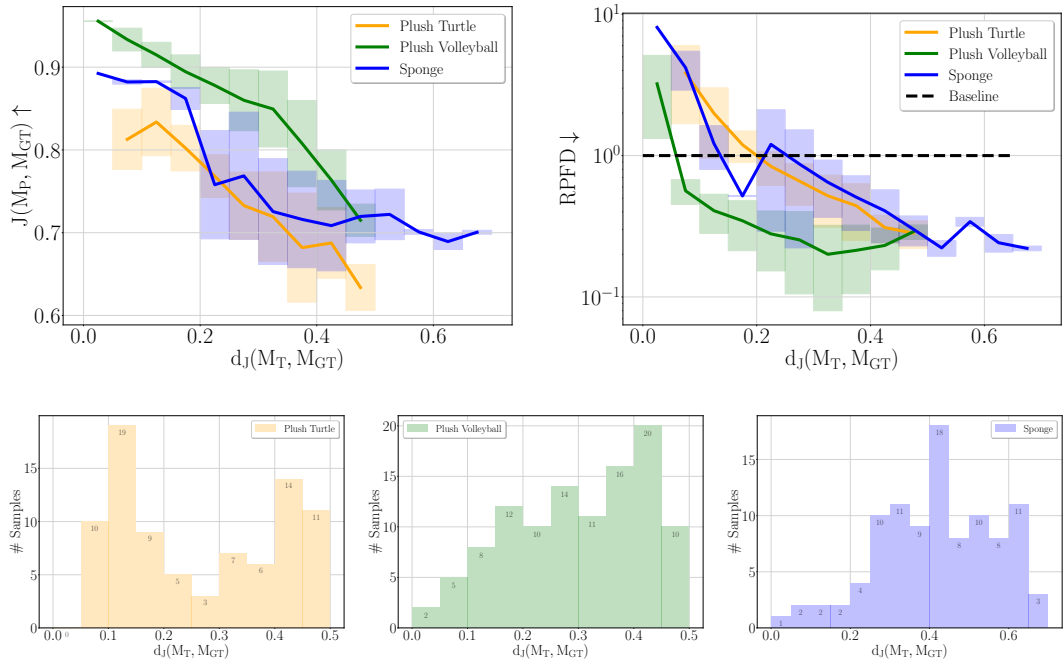 Plush Turtle
Plush Volleyball
Sponge
J(M_P, M_GT) ↑
0.9
0.8
0.7
0.6
0.0 0.2 0.4 0.6
d_J(M_T, M_GT)
Plush Turtle
Plush Volleyball
Sponge
Baseline
RPFD ↓
10^1
10^0
10^-1
0.0 0.2 0.4 0.6
d_J(M_T, M_GT)
Plush Turtle
# Samples
15
10
5
0
0 10 19 9 5 3 7 6 14 11
0.0 0.1 0.2 0.3 0.4 0.5
d_J(M_T, M_GT)
Plush Volleyball
# Samples
20
15
10
5
0
2 5 8 12 10 14 11 16 20 10
0.0 0.1 0.2 0.3 0.4 0.5
d_J(M_T, M_GT)
Sponge
# Samples
15
10
5
0
1 2 2 2 4 10 11 9 18 8 10 8 11 3
0.0 0.2 0.4 0.6
d_J(M_T, M_GT)